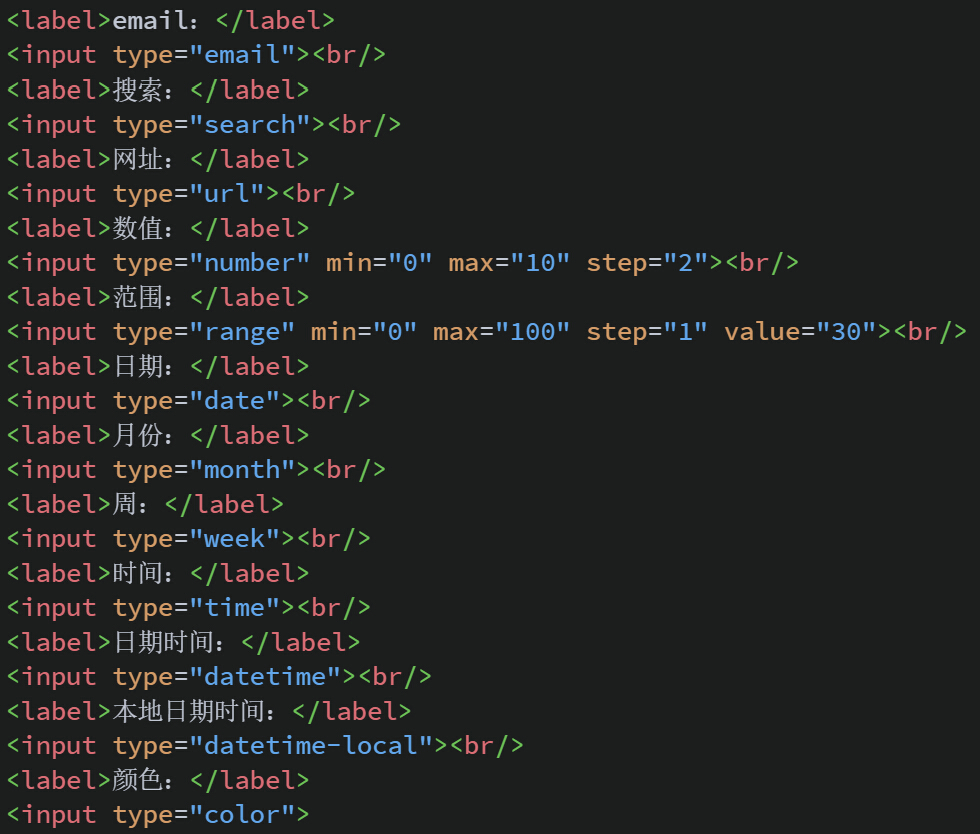 <label>email：</label>
<input type="email"><br/>
<label>搜索：</label>
<input type="search"><br/>
<label>网址：</label>
<input type="url"><br/>
<label>数值：</label>
<input type="number" min="0" max="10" step="2"><br/>
<label>范围：</label>
<input type="range" min="0" max="100" step="1" value="30"><br/>
<label>日期：</label>
<input type="date"><br/>
<label>月份：</label>
<input type="month"><br/>
<label>周：</label>
<input type="week"><br/>
<label>时间：</label>
<input type="time"><br/>
<label>日期时间：</label>
<input type="datetime"><br/>
<label>本地日期时间：</label>
<input type="datetime-local"><br/>
<label>颜色：</label>
<input type="color">